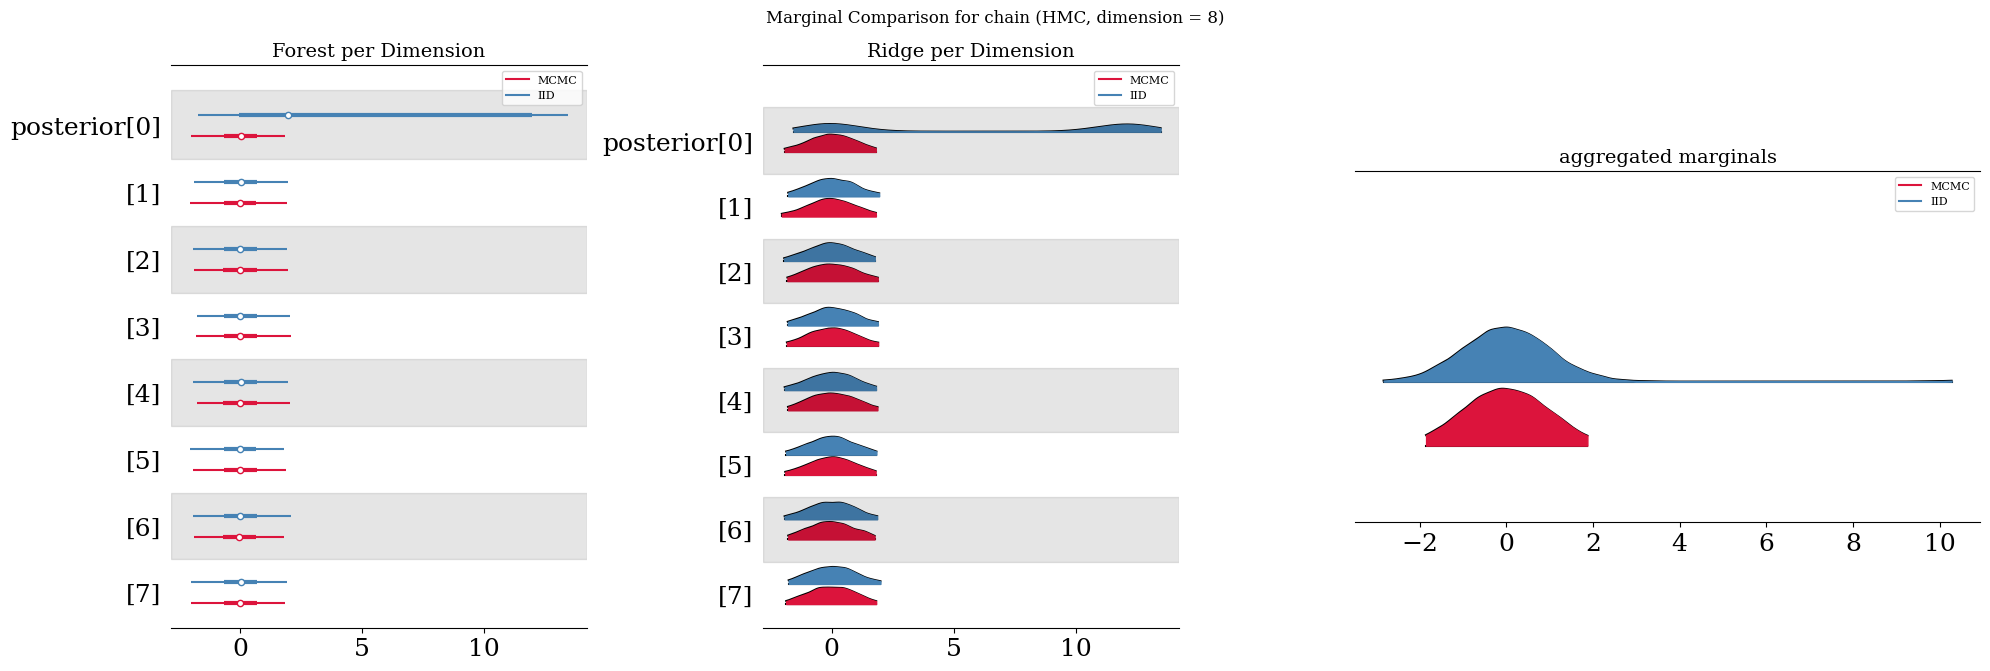 Marginal Comparison for chain (HMC, dimension = 8)
Forest per Dimension
MCMC
IID
posterior[0]
[1]
[2]
[3]
[4]
[5]
[6]
[7]
0 5 10
Ridge per Dimension
MCMC
IID
posterior[0]
[1]
[2]
[3]
[4]
[5]
[6]
[7]
0 5 10
aggregated marginals
MCMC
IID
−2 0 2 4 6 8 10